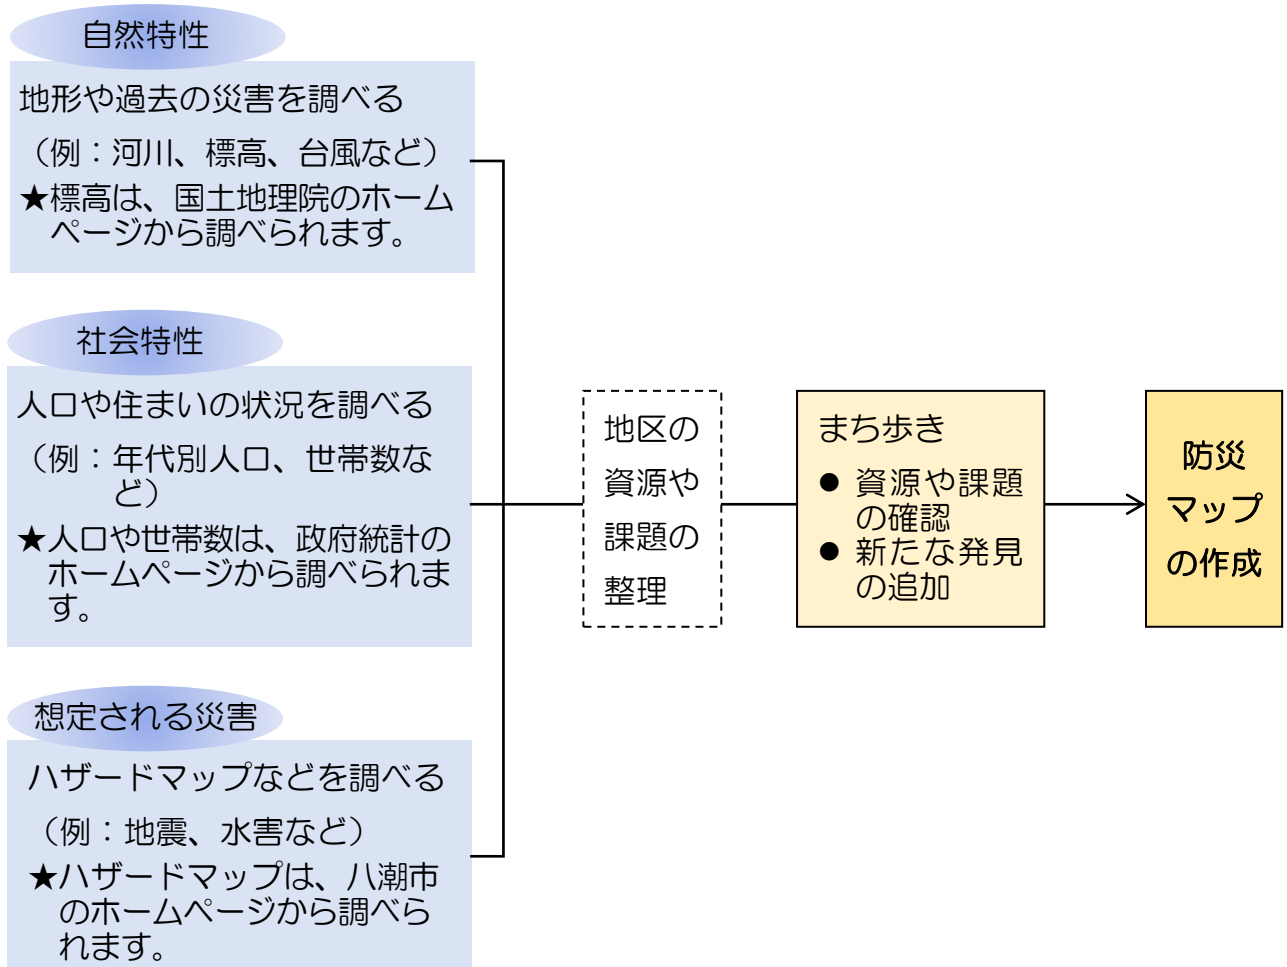 自然特性
地形や過去の災害を調べる
（例：河川、標高、台風など）
★標高は、国土地理院のホーム
ページから調べられます。
社会特性
人口や住まいの状況を調べる
（例：年代別人口、世帯数な
ど）
★人口や世帯数は、政府統計の
ホームページから調べられま
す。
想定される災害
ハザードマップなどを調べる
（例：地震、水害など）
★ハザードマップは、八潮市
のホームページから調べら
れます。
地区の
資源や
課題の
整理
まち歩き
● 資源や課題
の確認
● 新たな発見
の追加
防災
マップ
の作成